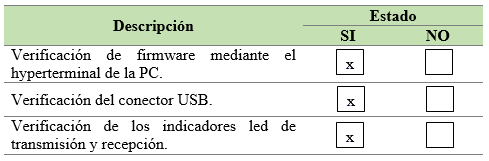 Descripción Estado
SI NO
Verificación de firmware mediante el
hyperterminal de la PC. x
Verificación del conector USB. x
Verificación de los indicadores led de
transmisión y recepción. x